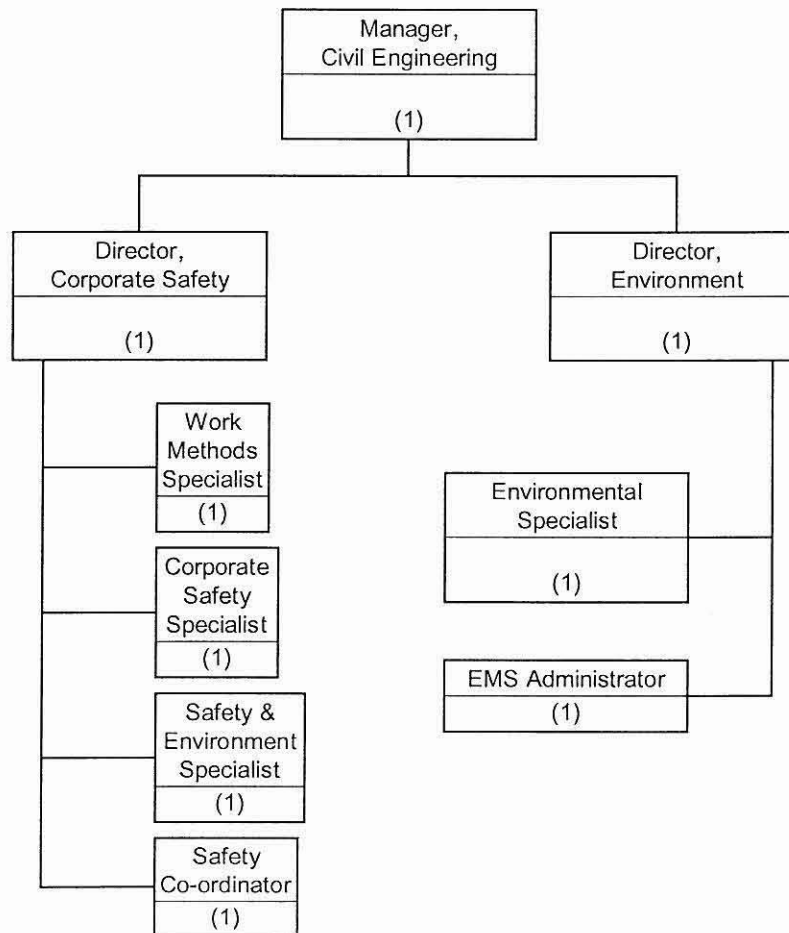 Manager,
Civil Engineering
(1)
Director,
Corporate Safety
(1)
Director,
Environment
(1)
Work
Methods
Specialist
(1)
Corporate
Safety
Specialist
(1)
Safety &
Environment
Specialist
(1)
Safety
Co-ordinator
(1)
Environmental
Specialist
(1)
EMS Administrator
(1)